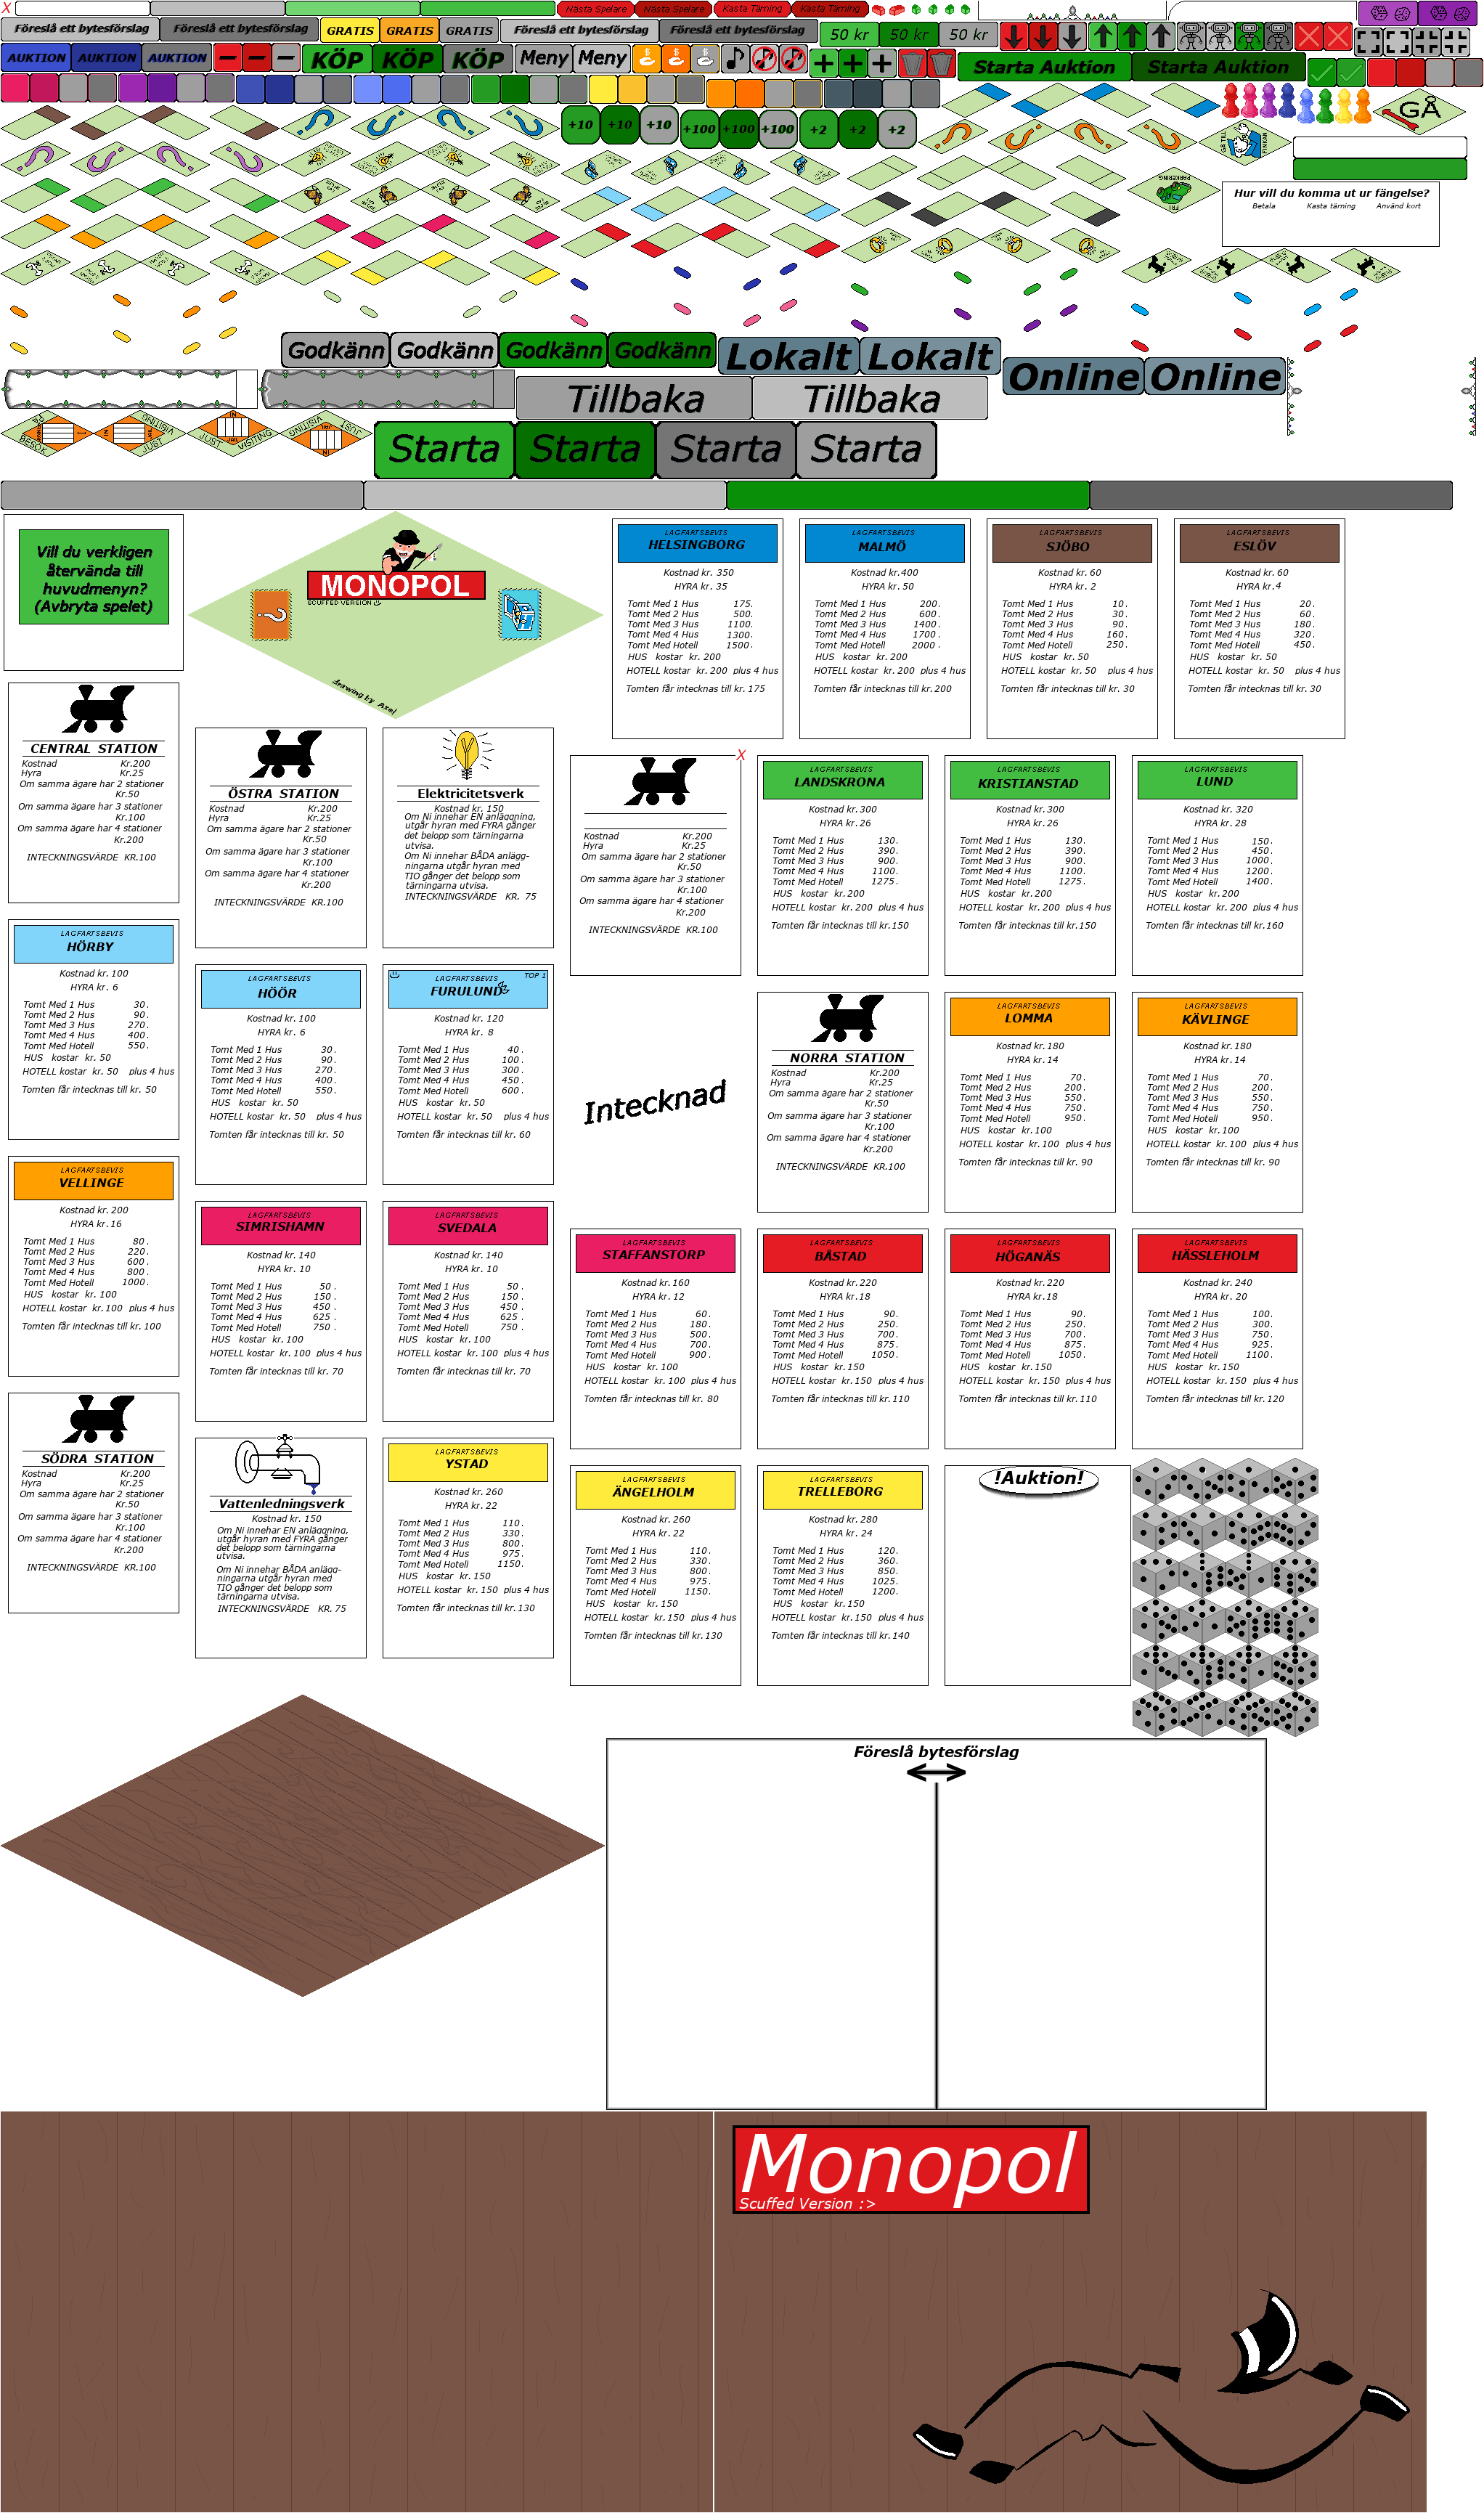 X
Nästa Spelare
Nästa Spelare
Kasta Tärning
Kasta Tärning
Föreslå ett bytesförslag
Föreslå ett bytesförslag
GRATIS
GRATIS
GRATIS
Föreslå ett bytesförslag
Föreslå ett bytesförslag
50 kr
50 kr
50 kr
AUKTION
AUKTION
AUKTION
KÖP
KÖP
KÖP
Meny
Meny
Starta Auktion
Starta Auktion
+10
+10
+10
+100
+100
+100
+2
+2
+2
GÅ
Hur vill du komma ut ur fängelse?
Betala Kasta tärning Använd kort
FRI
PARKERING
Godkänn
Godkänn
Godkänn
Godkänn
Lokalt
Lokalt
Online
Online
Tillbaka
Tillbaka
PÅ
BESÖK
IN
JUST
VISITING
IN
JUST
VISITING
JUST
VISITING
IN
Starta
Starta
Starta
Starta
Vill du verkligen
återvända till
huvudmenyn?
(Avbryta spelet)
MONOPOL
SCUFFED VERSION
drawing by Axel
LAGFARTSBEVIS
HELSINGBORG
Kostnad kr. 350
HYRA kr. 35
Tomt Med 1 Hus 175.
Tomt Med 2 Hus 500.
Tomt Med 3 Hus 1100.
Tomt Med 4 Hus 1300.
Tomt Med Hotell 1500.
HUS kostar kr. 200
HOTELL kostar kr. 200 plus 4 hus
Tomten får intecknas till kr. 175
LAGFARTSBEVIS
MALMÖ
Kostnad kr.400
HYRA kr. 50
Tomt Med 1 Hus 200.
Tomt Med 2 Hus 600.
Tomt Med 3 Hus 1400.
Tomt Med 4 Hus 1700.
Tomt Med Hotell 2000.
HUS kostar kr. 200
HOTELL kostar kr. 200 plus 4 hus
Tomten får intecknas till kr. 200
LAGFARTSBEVIS
SJÖBO
Kostnad kr. 60
HYRA kr. 2
Tomt Med 1 Hus 10.
Tomt Med 2 Hus 30.
Tomt Med 3 Hus 90.
Tomt Med 4 Hus 160.
Tomt Med Hotell 250.
HUS kostar kr. 50
HOTELL kostar kr. 50 plus 4 hus
Tomten får intecknas till kr. 30
LAGFARTSBEVIS
ESLÖV
Kostnad kr. 60
HYRA kr.4
Tomt Med 1 Hus 20.
Tomt Med 2 Hus 60.
Tomt Med 3 Hus 180.
Tomt Med 4 Hus 320.
Tomt Med Hotell 450.
HUS kostar kr. 50
HOTELL kostar kr. 50 plus 4 hus
Tomten får intecknas till kr. 30
CENTRAL STATION
Kostnad Kr.200
Hyra Kr.25
Om samma ägare har 2 stationer
Kr.50
Om samma ägare har 3 stationer
Kr.100
Om samma ägare har 4 stationer
Kr.200
INTECKNINGSVÄRDE KR.100
ÖSTRA STATION
Kostnad Kr.200
Hyra Kr.25
Om samma ägare har 2 stationer
Kr.50
Om samma ägare har 3 stationer
Kr.100
Om samma ägare har 4 stationer
Kr.200
INTECKNINGSVÄRDE KR.100
Elektricitetsverk
Kostnad kr. 150
Om Ni innehar EN anläggning,
utgår hyran med FYRA gånger
det belopp som tärningarna
utvisa.
Om Ni innehar BÅDA anlägg-
ningarna utgår hyran med
TIO gånger det belopp som
tärningarna utvisa.
INTECKNINGSVÄRDE KR. 75
X
Kostnad Kr.200
Hyra Kr.25
Om samma ägare har 2 stationer
Kr.50
Om samma ägare har 3 stationer
Kr.100
Om samma ägare har 4 stationer
Kr.200
INTECKNINGSVÄRDE KR.100
LAGFARTSBEVIS
LANDSKRONA
Kostnad kr.300
HYRA kr.26
Tomt Med 1 Hus 130.
Tomt Med 2 Hus 390.
Tomt Med 3 Hus 900.
Tomt Med 4 Hus 1100.
Tomt Med Hotell 1275.
HUS kostar kr.200
HOTELL kostar kr. 200 plus 4 hus
Tomten får intecknas till kr.150
LAGFARTSBEVIS
KRISTIANSTAD
Kostnad kr.300
HYRA kr.26
Tomt Med 1 Hus 130.
Tomt Med 2 Hus 390.
Tomt Med 3 Hus 900.
Tomt Med 4 Hus 1100.
Tomt Med Hotell 1275.
HUS kostar kr.200
HOTELL kostar kr. 200 plus 4 hus
Tomten får intecknas till kr.150
LAGFARTSBEVIS
LUND
Kostnad kr. 320
HYRA kr. 28
Tomt Med 1 Hus 150.
Tomt Med 2 Hus 450.
Tomt Med 3 Hus 1000.
Tomt Med 4 Hus 1200.
Tomt Med Hotell 1400.
HUS kostar kr.200
HOTELL kostar kr. 200 plus 4 hus
Tomten får intecknas till kr.160
LAGFARTSBEVIS
HÖRBY
Kostnad kr. 100
HYRA kr. 6
Tomt Med 1 Hus 30.
Tomt Med 2 Hus 90.
Tomt Med 3 Hus 270.
Tomt Med 4 Hus 400.
Tomt Med Hotell 550.
HUS kostar kr. 50
HOTELL kostar kr. 50 plus 4 hus
Tomten får intecknas till kr. 50
LAGFARTSBEVIS
HÖÖR
Kostnad kr. 100
HYRA kr. 6
Tomt Med 1 Hus 30.
Tomt Med 2 Hus 90.
Tomt Med 3 Hus 270.
Tomt Med 4 Hus 400.
Tomt Med Hotell 550.
HUS kostar kr. 50
HOTELL kostar kr. 50 plus 4 hus
Tomten får intecknas till kr. 50
TOP 1
LAGFARTSBEVIS
FURULUND
Kostnad kr. 120
HYRA kr. 8
Tomt Med 1 Hus 40.
Tomt Med 2 Hus 100.
Tomt Med 3 Hus 300.
Tomt Med 4 Hus 450.
Tomt Med Hotell 600.
HUS kostar kr. 50
HOTELL kostar kr. 50 plus 4 hus
Tomten får intecknas till kr. 60
Intecknad
NORRA STATION
Kostnad Kr.200
Hyra Kr.25
Om samma ägare har 2 stationer
Kr.50
Om samma ägare har 3 stationer
Kr.100
Om samma ägare har 4 stationer
Kr.200
INTECKNINGSVÄRDE KR.100
LAGFARTSBEVIS
LOMMA
Kostnad kr.180
HYRA kr.14
Tomt Med 1 Hus 70.
Tomt Med 2 Hus 200.
Tomt Med 3 Hus 550.
Tomt Med 4 Hus 750.
Tomt Med Hotell 950.
HUS kostar kr.100
HOTELL kostar kr.100 plus 4 hus
Tomten får intecknas till kr. 90
LAGFARTSBEVIS
KÄVLINGE
Kostnad kr.180
HYRA kr.14
Tomt Med 1 Hus 70.
Tomt Med 2 Hus 200.
Tomt Med 3 Hus 550.
Tomt Med 4 Hus 750.
Tomt Med Hotell 950.
HUS kostar kr.100
HOTELL kostar kr.100 plus 4 hus
Tomten får intecknas till kr. 90
LAGFARTSBEVIS
VELLINGE
Kostnad kr. 200
HYRA kr.16
Tomt Med 1 Hus 80.
Tomt Med 2 Hus 220.
Tomt Med 3 Hus 600.
Tomt Med 4 Hus 800.
Tomt Med Hotell 1000.
HUS kostar kr.100
HOTELL kostar kr.100 plus 4 hus
Tomten får intecknas till kr. 100
LAGFARTSBEVIS
SIMRISHAMN
Kostnad kr. 140
HYRA kr. 10
Tomt Med 1 Hus 50.
Tomt Med 2 Hus 150.
Tomt Med 3 Hus 450.
Tomt Med 4 Hus 625.
Tomt Med Hotell 750.
HUS kostar kr.100
HOTELL kostar kr.100 plus 4 hus
Tomten får intecknas till kr. 70
LAGFARTSBEVIS
SVEDALA
Kostnad kr. 140
HYRA kr. 10
Tomt Med 1 Hus 50.
Tomt Med 2 Hus 150.
Tomt Med 3 Hus 450.
Tomt Med 4 Hus 625.
Tomt Med Hotell 750.
HUS kostar kr.100
HOTELL kostar kr.100 plus 4 hus
Tomten får intecknas till kr. 70
LAGFARTSBEVIS
STAFFANSTORP
Kostnad kr.160
HYRA kr.12
Tomt Med 1 Hus 60.
Tomt Med 2 Hus 180.
Tomt Med 3 Hus 500.
Tomt Med 4 Hus 700.
Tomt Med Hotell 900.
HUS kostar kr.100
HOTELL kostar kr.100 plus 4 hus
Tomten får intecknas till kr. 80
LAGFARTSBEVIS
BÅSTAD
Kostnad kr.220
HYRA kr.18
Tomt Med 1 Hus 90.
Tomt Med 2 Hus 250.
Tomt Med 3 Hus 700.
Tomt Med 4 Hus 875.
Tomt Med Hotell 1050.
HUS kostar kr.150
HOTELL kostar kr.150 plus 4 hus
Tomten får intecknas till kr.110
LAGFARTSBEVIS
HÖGANÄS
Kostnad kr.220
HYRA kr.18
Tomt Med 1 Hus 90.
Tomt Med 2 Hus 250.
Tomt Med 3 Hus 700.
Tomt Med 4 Hus 875.
Tomt Med Hotell 1050.
HUS kostar kr.150
HOTELL kostar kr.150 plus 4 hus
Tomten får intecknas till kr.110
LAGFARTSBEVIS
HÄSSLEHOLM
Kostnad kr. 240
HYRA kr. 20
Tomt Med 1 Hus 100.
Tomt Med 2 Hus 300.
Tomt Med 3 Hus 750.
Tomt Med 4 Hus 925.
Tomt Med Hotell 1100.
HUS kostar kr.150
HOTELL kostar kr.150 plus 4 hus
Tomten får intecknas till kr.120
SÖDRA STATION
Kostnad Kr.200
Hyra Kr.25
Om samma ägare har 2 stationer
Kr.50
Om samma ägare har 3 stationer
Kr.100
Om samma ägare har 4 stationer
Kr.200
INTECKNINGSVÄRDE KR.100
Vattenledningsverk
Kostnad kr. 150
Om Ni innehar EN anläggning,
utgår hyran med FYRA gånger
det belopp som tärningarna
utvisa.
Om Ni innehar BÅDA anlägg-
ningarna utgår hyran med
TIO gånger det belopp som
tärningarna utvisa.
INTECKNINGSVÄRDE KR. 75
LAGFARTSBEVIS
YSTAD
Kostnad kr. 260
HYRA kr. 22
Tomt Med 1 Hus 110.
Tomt Med 2 Hus 330.
Tomt Med 3 Hus 800.
Tomt Med 4 Hus 975.
Tomt Med Hotell 1150.
HUS kostar kr.150
HOTELL kostar kr.150 plus 4 hus
Tomten får intecknas till kr.130
LAGFARTSBEVIS
ÄNGELHOLM
Kostnad kr. 260
HYRA kr. 22
Tomt Med 1 Hus 110.
Tomt Med 2 Hus 330.
Tomt Med 3 Hus 800.
Tomt Med 4 Hus 975.
Tomt Med Hotell 1150.
HUS kostar kr.150
HOTELL kostar kr.150 plus 4 hus
Tomten får intecknas till kr.130
LAGFARTSBEVIS
TRELLEBORG
Kostnad kr. 280
HYRA kr. 24
Tomt Med 1 Hus 120.
Tomt Med 2 Hus 360.
Tomt Med 3 Hus 850.
Tomt Med 4 Hus 1025.
Tomt Med Hotell 1200.
HUS kostar kr.150
HOTELL kostar kr.150 plus 4 hus
Tomten får intecknas till kr.140
!Auktion!
Föreslå bytesförslag
Monopol
Scuffed Version :>